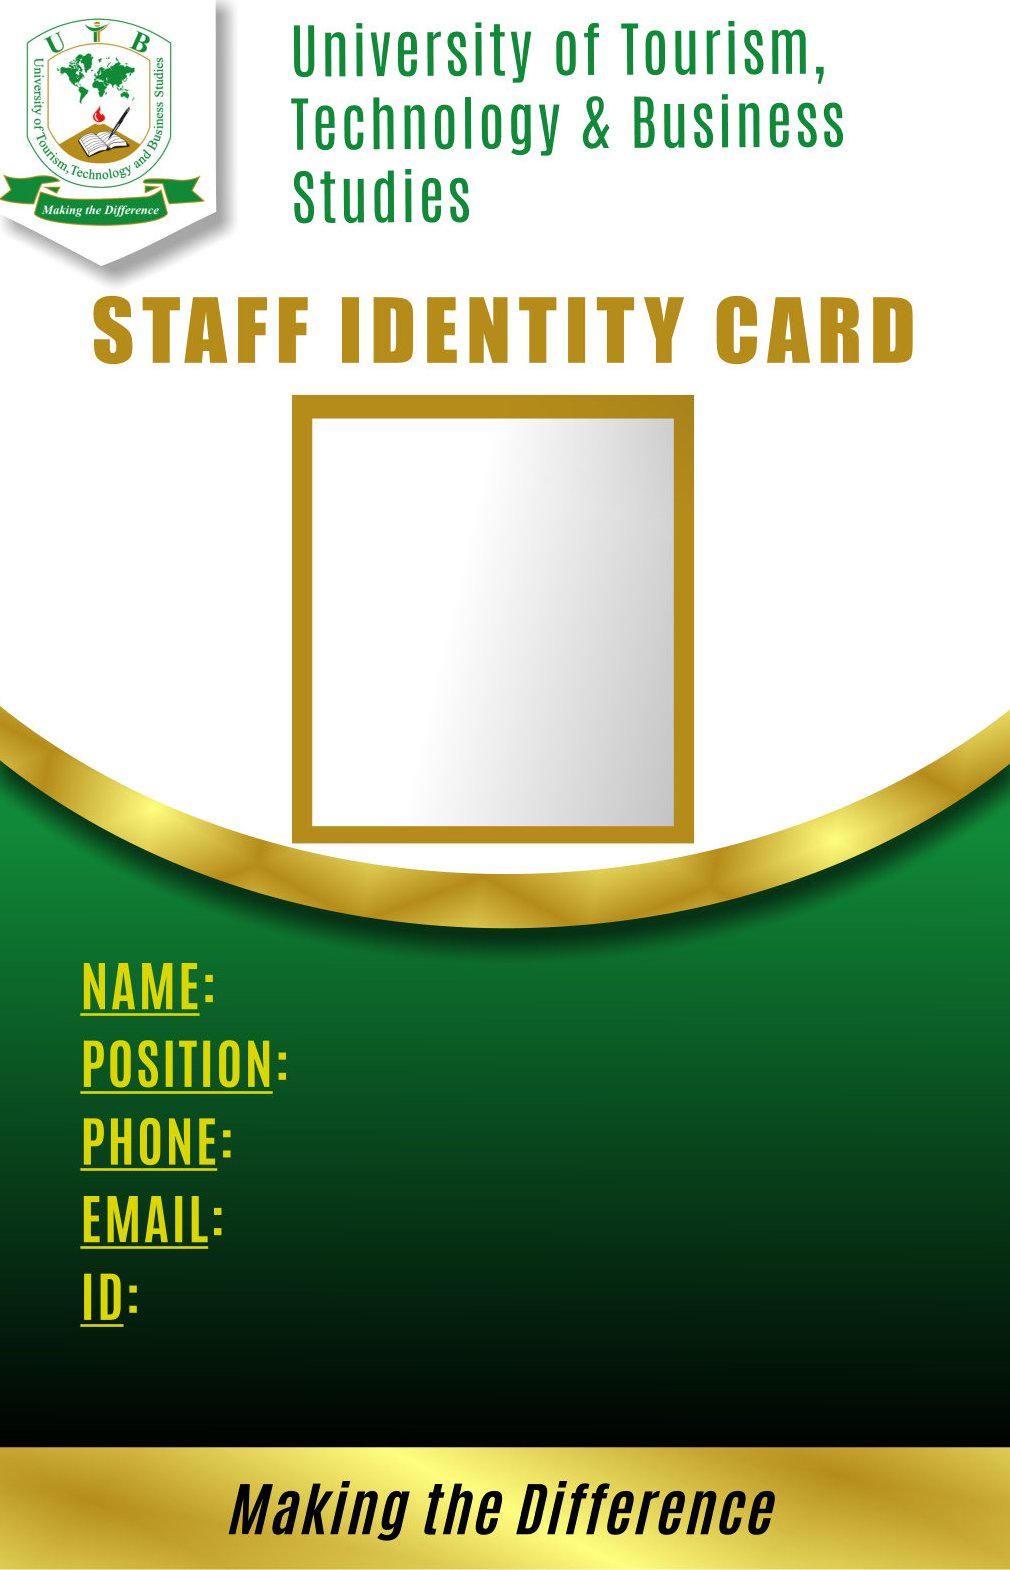 U T B
University of Tourism, Technology and Business Studies
Making the Difference
University of Tourism,
Technology & Business
Studies
STAFF IDENTITY CARD
NAME:
POSITION:
PHONE:
EMAIL:
ID:
Making the Difference